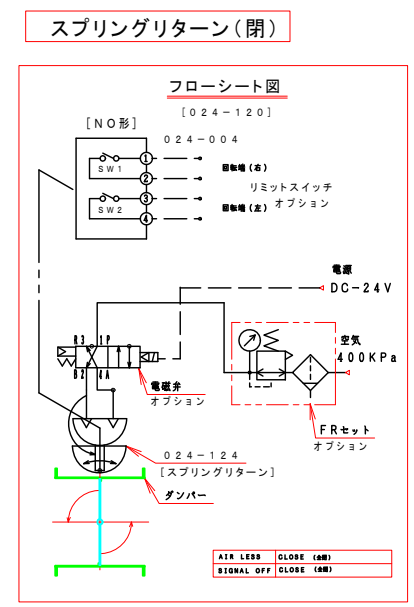 スプリングリターン（閉）
フローシート図
[024-120]
[NO形]
024-004
SW1
1
2
SW2
3
4
回転端（右）
リミットスイッチ
オプション
回転端（左）
電源
DC-24V
R3 1P
B2 4A
電磁弁
オプション
空気
400KPa
FRセット
オプション
024-124
[スプリングリターン]
ダンパー
AIR LESS CLOSE （全閉）
SIGNAL OFF CLOSE （全閉）